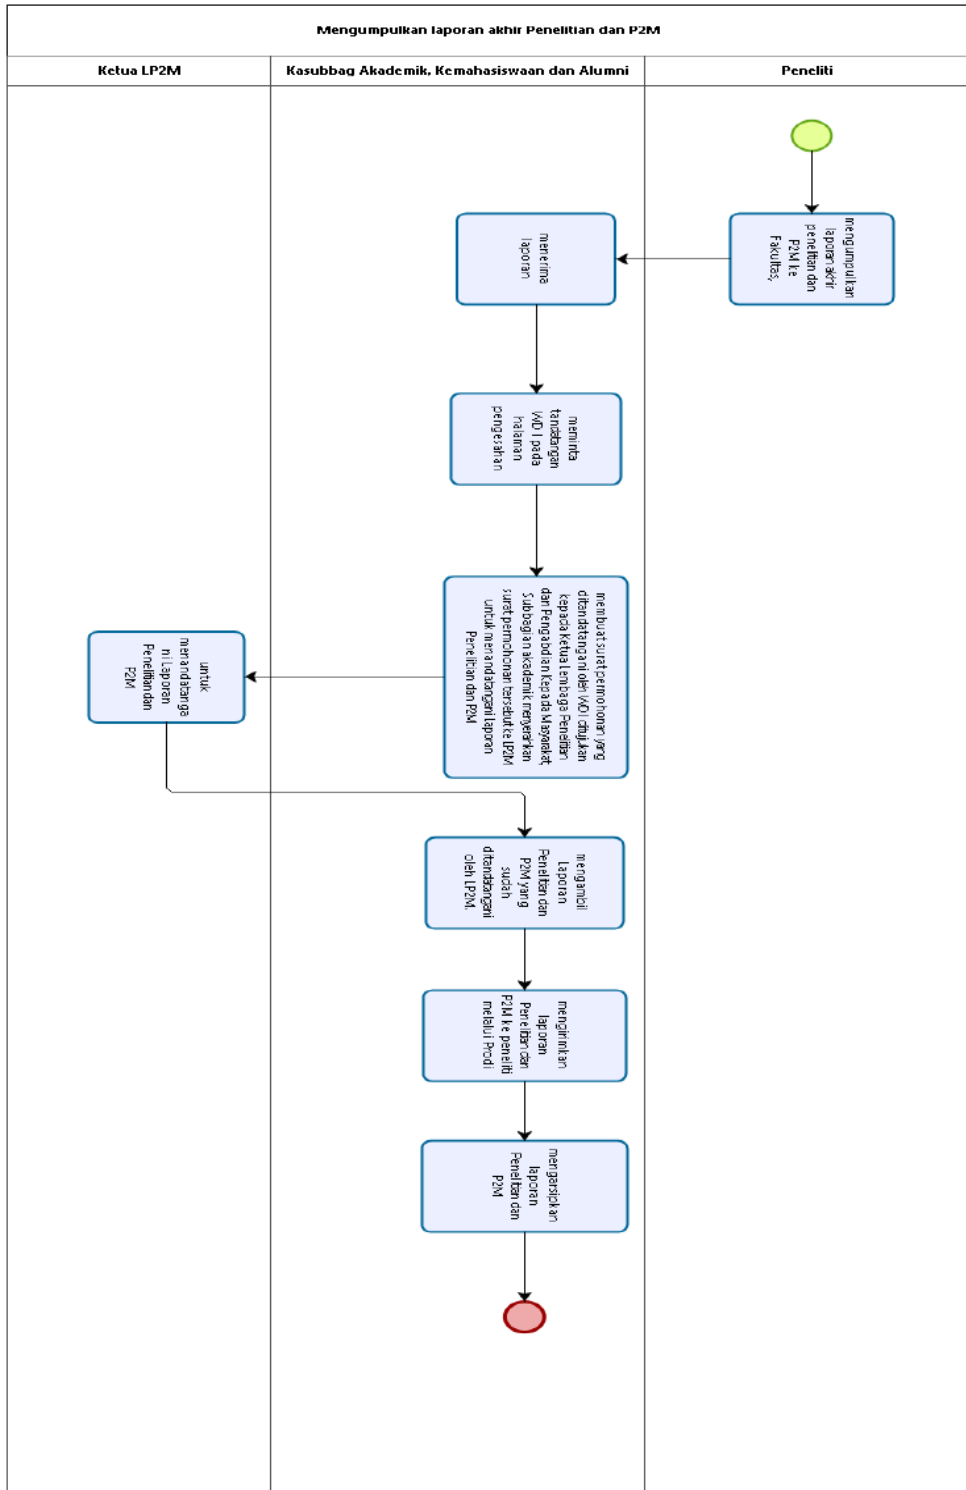 Mengumpulkan laporan akhir Penelitian dan P2M
Ketua LP2M
Kasubbag Akademik, Kemahasiswaan dan Alumni
Peneliti
mengumpulkan
laporan akhir
penelitian dan
P2M ke
Fakultas,
menerima
laporan
meminta
tandatangan
WD I pada
halaman
pengesahan
membuat surat permohonan yang
ditandatangani oleh WD I ditujukan
kepada Ketua Lembaga Penelitian
dan Pengabdian Kepada Masyarakat,
Subbagian akademik menyerahkan
surat permohonan tersebut ke LP2M
untuk menandatangani laporan
Penelitian dan P2M
untuk
menandatanga
ni Laporan
Penelitian dan
P2M
mengambil
Laporan
Penelitian dan
P2M yang
sudah
ditandatangani
oleh LP2M.
mengirimkan
laporan
Penelitian dan
P2M ke peneliti
melalui Prodi
mengarsipkan
laporan
Penelitian dan
P2M